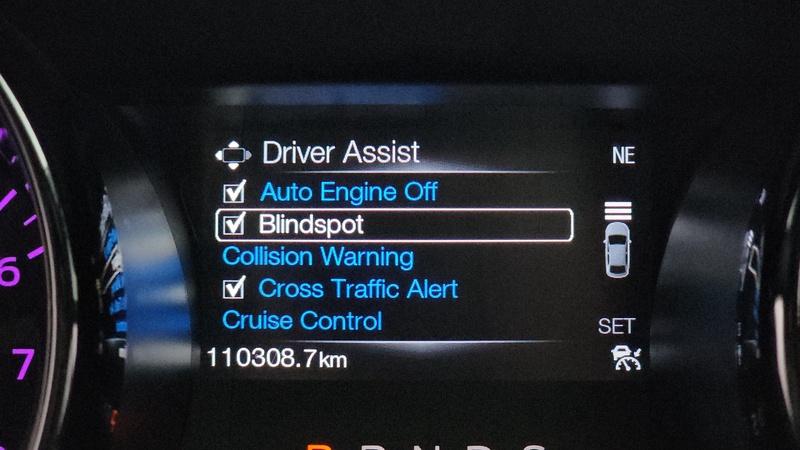 Driver Assist
NE
Auto Engine Off
Blindspot
Collision Warning
Cross Traffic Alert
Cruise Control
SET
110308.7km
6
7
P R N D S